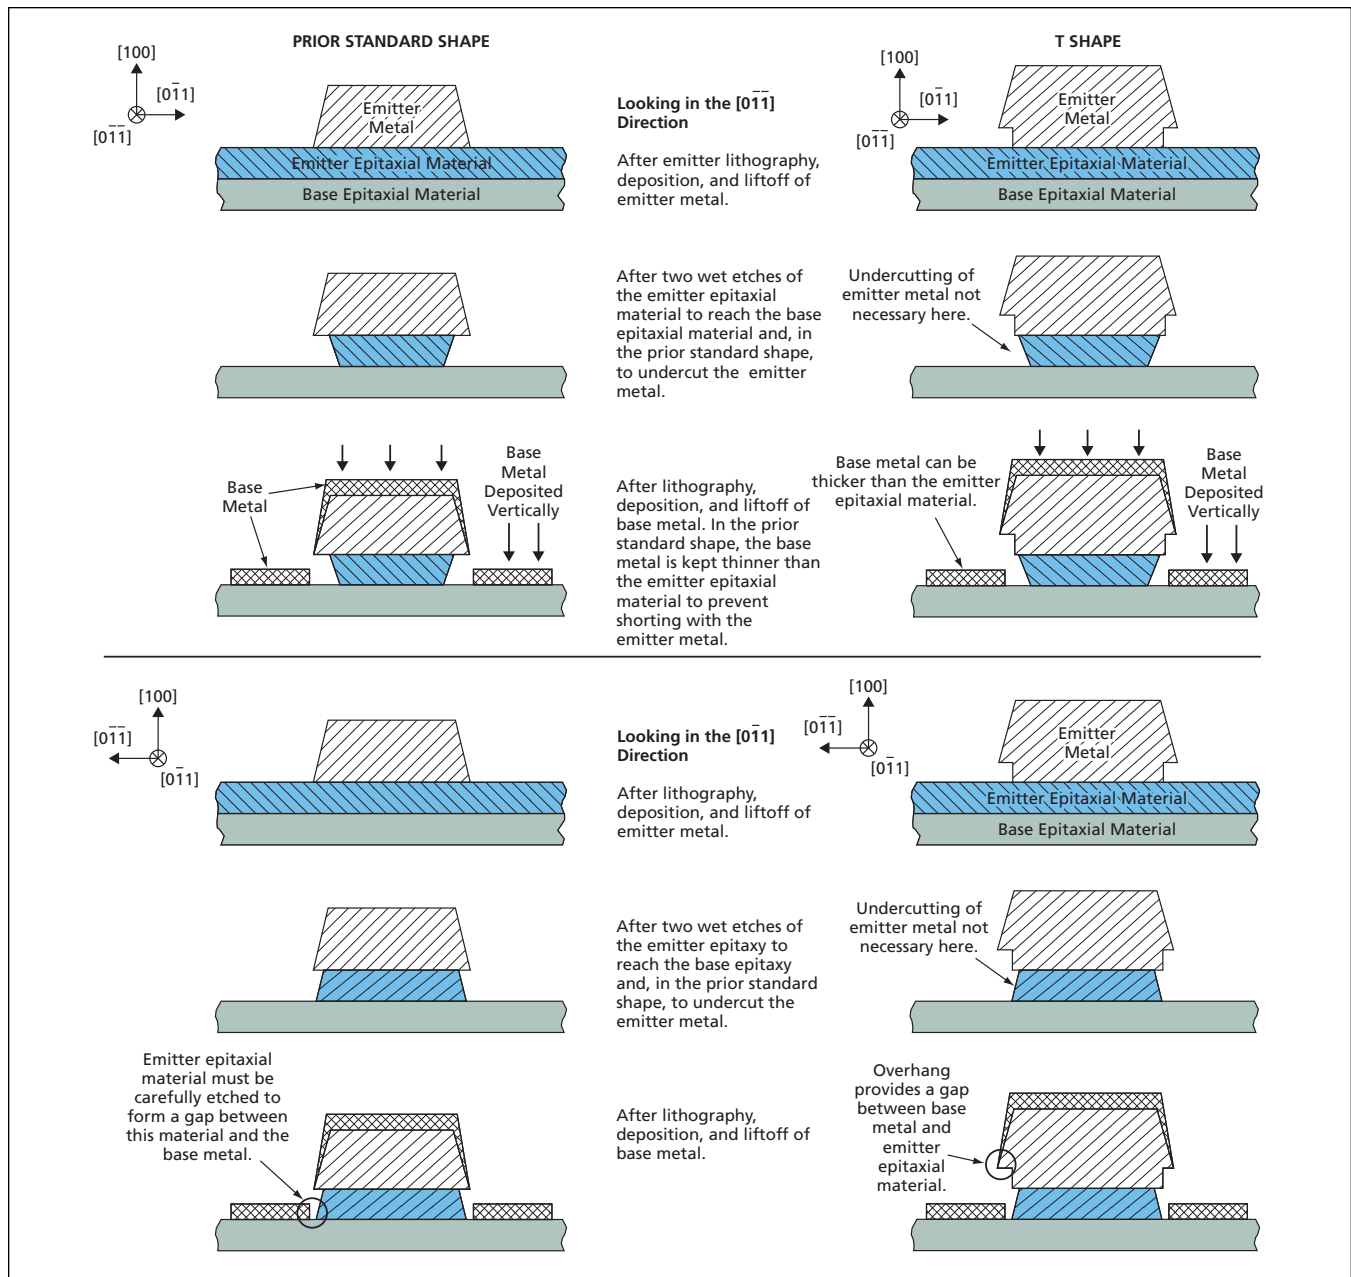 PRIOR STANDARD SHAPE
T SHAPE
[100]
[01̅1]
[01̅1̅]
Emitter
Metal
Emitter Epitaxial Material
Base Epitaxial Material
Looking in the [01̅1̅]
Direction
After emitter lithography,
deposition, and liftoff of
emitter metal.
[100]
[01̅1]
[01̅1̅]
Emitter
Metal
Emitter Epitaxial Material
Base Epitaxial Material
After two wet etches of
the emitter epitaxial
material to reach the base
epitaxial material and, in
the prior standard shape,
to undercut the emitter
metal.
Undercutting of
emitter metal not
necessary here.
Base
Metal
Base
Metal
Deposited
Vertically
After lithography,
deposition, and liftoff of
base metal. In the prior
standard shape, the base
metal is kept thinner than
the emitter epitaxial
material to prevent
shorting with the
emitter metal.
Base metal can be
thicker than the emitter
epitaxial material.
Base
Metal
Deposited
Vertically
[100]
[01̅1̅]
[01̅1]
Looking in the [01̅1]
Direction
After lithography,
deposition, and liftoff of
emitter metal.
[100]
[01̅1̅]
[01̅1]
Emitter
Metal
Emitter Epitaxial Material
Base Epitaxial Material
After two wet etches of
the emitter epitaxy to
reach the base epitaxy
and, in the prior standard
shape, to undercut the
emitter metal.
Undercutting of
emitter metal not
necessary here.
Emitter epitaxial
material must be
carefully etched to
form a gap between
this material and the
base metal.
After lithography,
deposition, and liftoff of
base metal.
Overhang
provides a gap
between base
metal and
emitter
epitaxial
material.